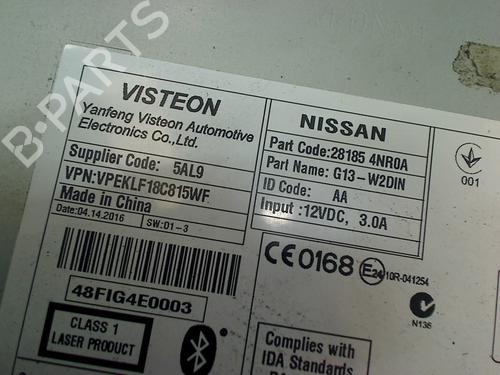 VISTEON
Yanfeng Visteon Automotive
Electronics Co.,Ltd.
Supplier Code: 5AL9
VPN:VPEKLF18C815WF
Made in China
Date:04.14.2016 SW:01-3
48FIG4E0003
CLASS 1
LASER PRODUCT
NISSAN
Part Code:28185 4NR0A
Part Name: G13-W2DIN
ID Code: AA
Input :12VDC, 3.0A
001
CE0168 E24 10R-041254
N136
Complies with
IDA Standards
B-PARTS